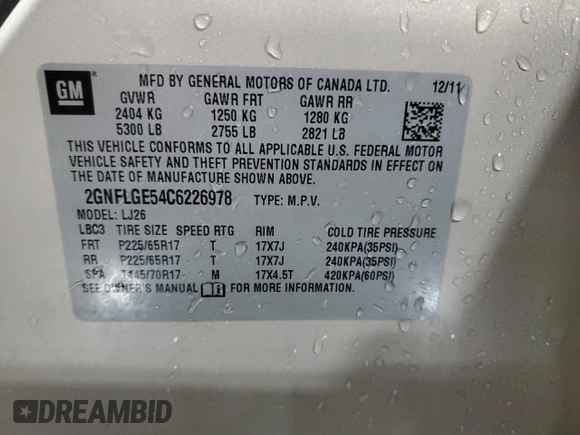 GM
MFD BY GENERAL MOTORS OF CANADA LTD. 12/11
GVWR GAWR FRT GAWR RR
2404 KG 1250 KG 1280 KG
5300 LB 2755 LB 2821 LB
THIS VEHICLE CONFORMS TO ALL APPLICABLE U.S. FEDERAL MOTOR
VEHICLE SAFETY AND THEFT PREVENTION STANDARDS IN EFFECT ON
THE DATE OF MANUFACTURE SHOWN ABOVE.
2GNFLGE54C6226978 TYPE: M.P.V.
MODEL: LJ26
LBC3 TIRE SIZE SPEED RTG RIM COLD TIRE PRESSURE
FRT P225/65R17 T 17X7J 240KPA(35PSI)
RR P225/65R17 T 17X7J 240KPA(35PSI)
SPA T145/70R17 M 17X4.5T 420KPA(60PSI)
SEE OWNER'S MANUAL FOR MORE INFORMATION.
DREAMBID